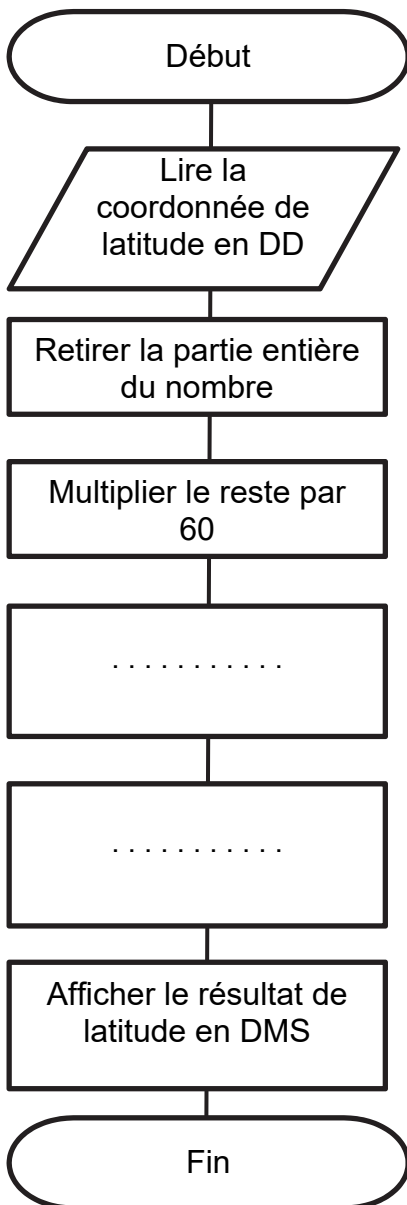 Début
Lire la
coordonnée de
latitude en DD
Retirer la partie entière
du nombre
Multiplier le reste par
60
. . . . . . . . . . .
. . . . . . . . . . .
Afficher le résultat de
latitude en DMS
Fin